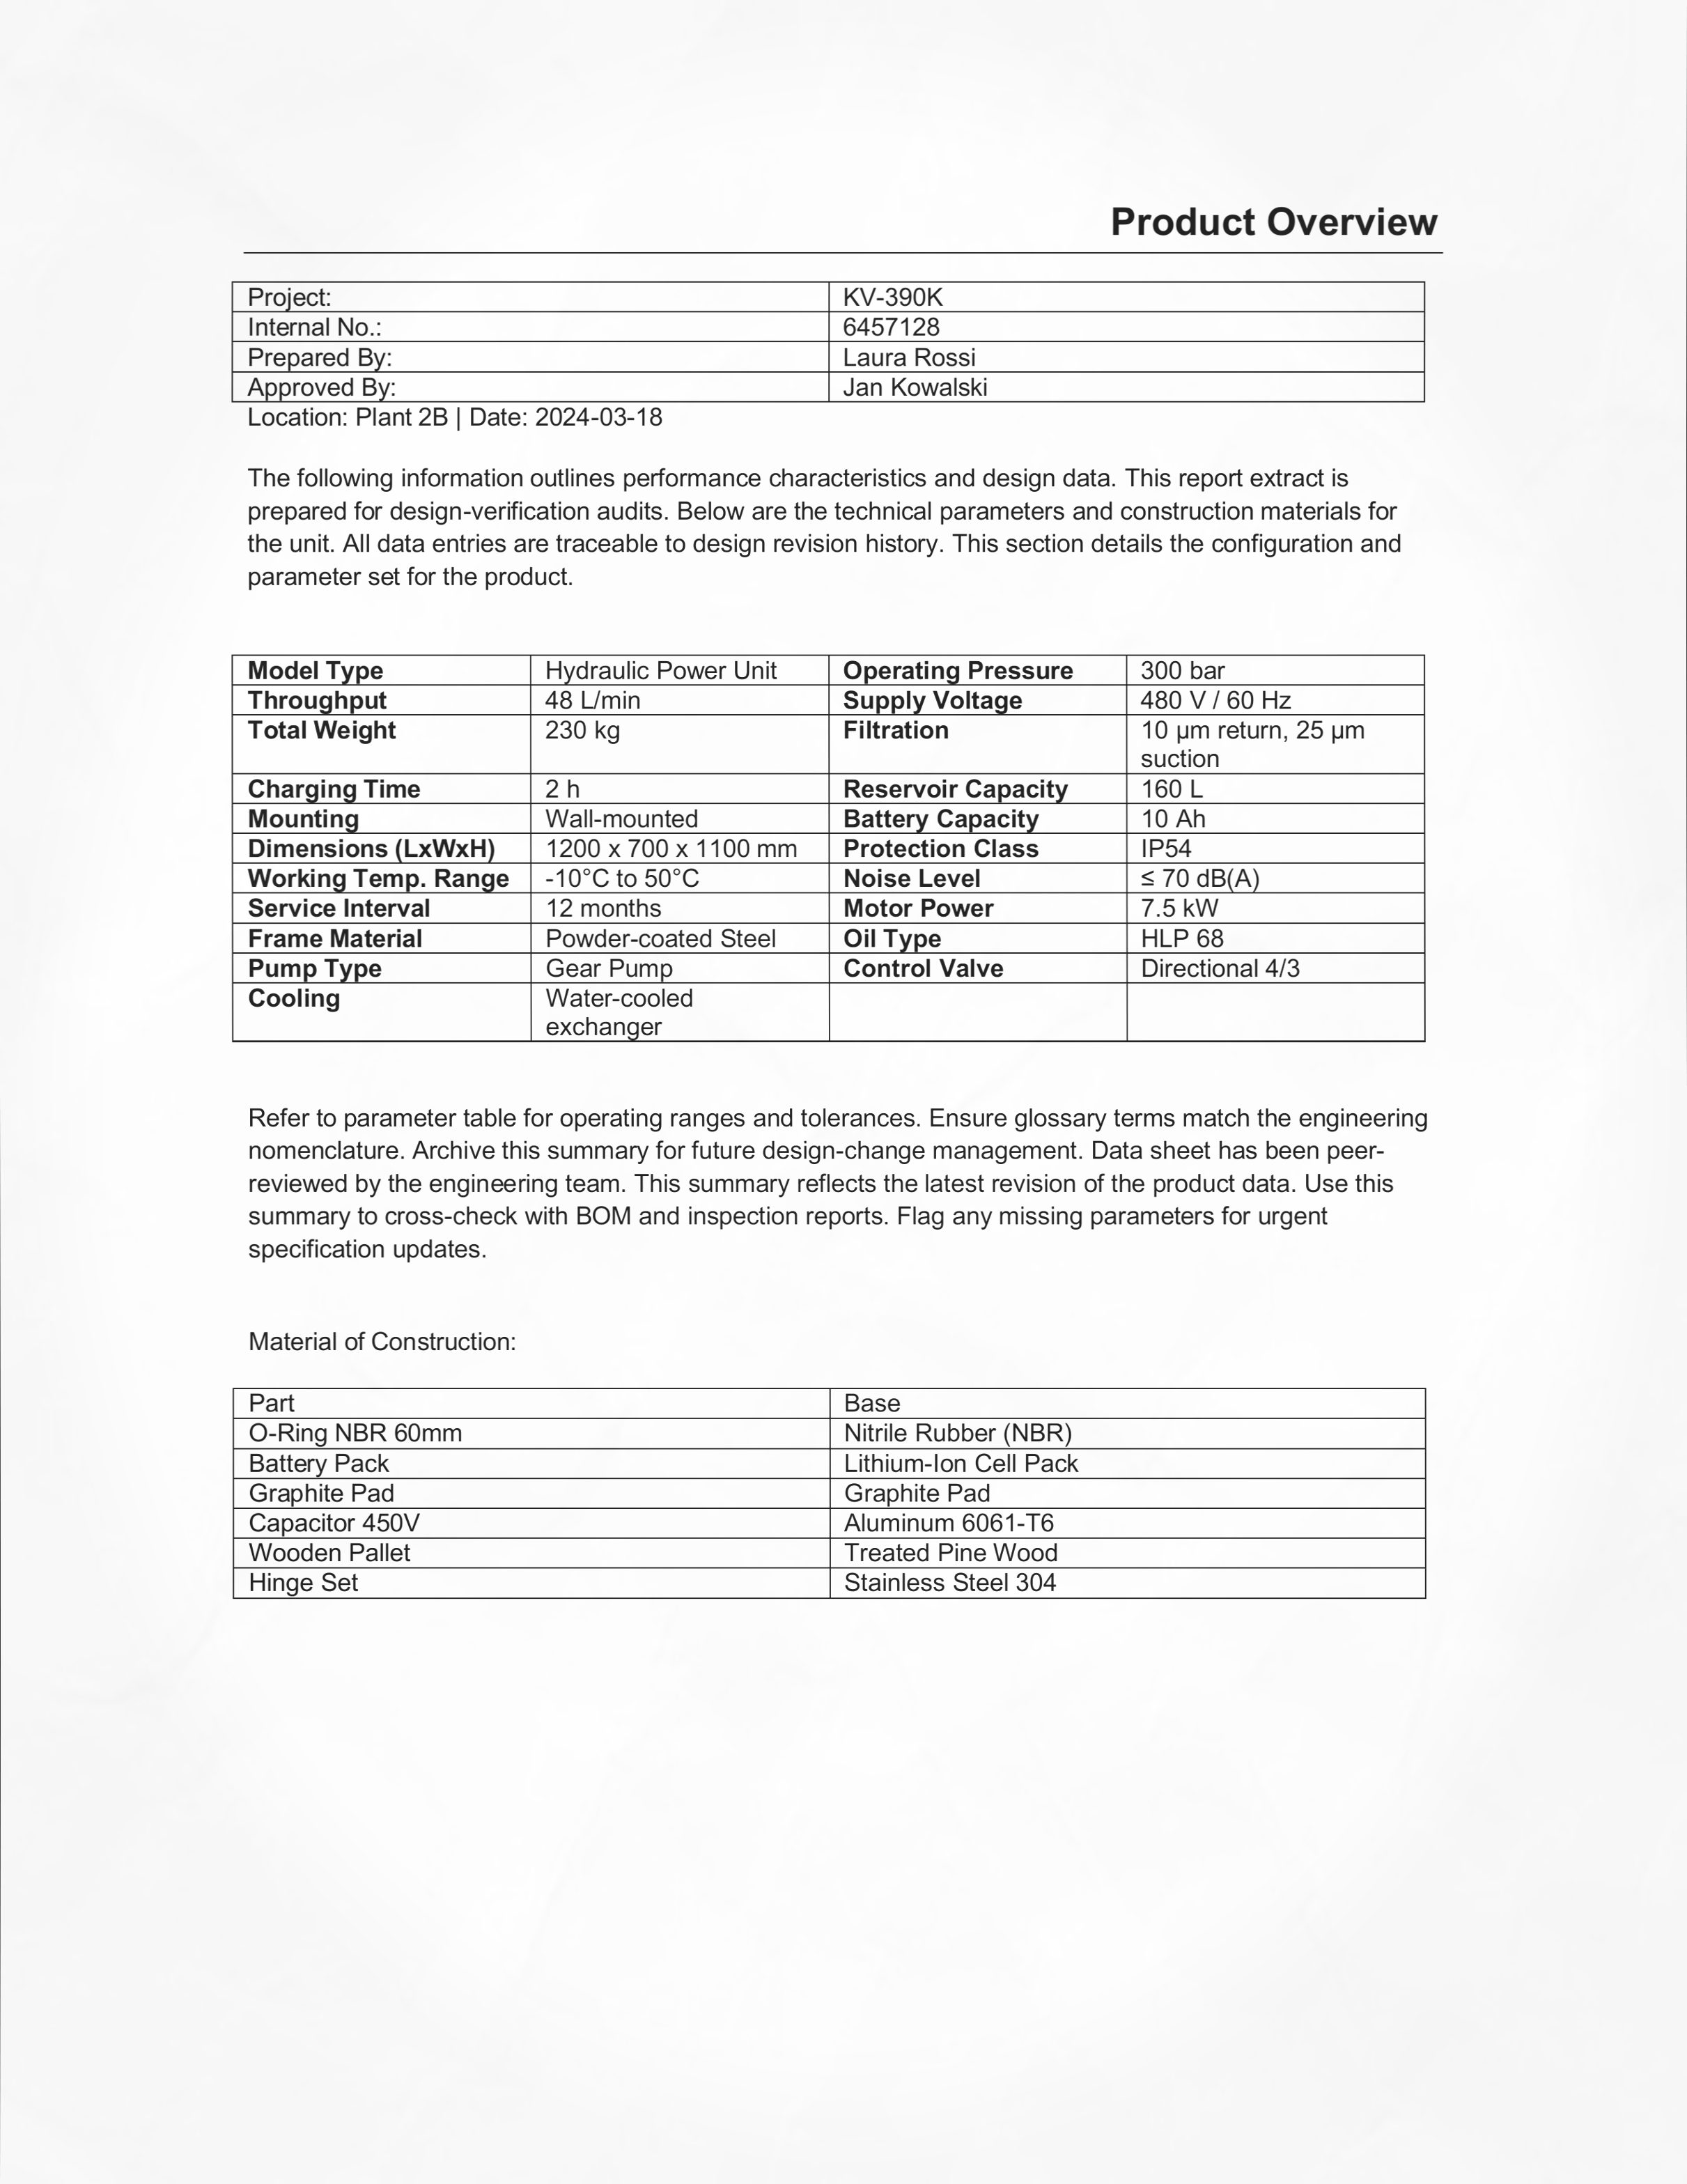 Product Overview
Project: KV-390K
Internal No.: 6457128
Prepared By: Laura Rossi
Approved By: Jan Kowalski
Location: Plant 2B | Date: 2024-03-18
The following information outlines performance characteristics and design data. This report extract is
prepared for design-verification audits. Below are the technical parameters and construction materials for
the unit. All data entries are traceable to design revision history. This section details the configuration and
parameter set for the product.
Model Type Hydraulic Power Unit Operating Pressure 300 bar
Throughput 48 L/min Supply Voltage 480 V / 60 Hz
Total Weight 230 kg Filtration 10 µm return, 25 µm
suction
Charging Time 2 h Reservoir Capacity 160 L
Mounting Wall-mounted Battery Capacity 10 Ah
Dimensions (LxWxH) 1200 x 700 x 1100 mm Protection Class IP54
Working Temp. Range -10°C to 50°C Noise Level ≤ 70 dB(A)
Service Interval 12 months Motor Power 7.5 kW
Frame Material Powder-coated Steel Oil Type HLP 68
Pump Type Gear Pump Control Valve Directional 4/3
Cooling Water-cooled
exchanger
Refer to parameter table for operating ranges and tolerances. Ensure glossary terms match the engineering
nomenclature. Archive this summary for future design-change management. Data sheet has been peer-
reviewed by the engineering team. This summary reflects the latest revision of the product data. Use this
summary to cross-check with BOM and inspection reports. Flag any missing parameters for urgent
specification updates.
Material of Construction:
Part Base
O-Ring NBR 60mm Nitrile Rubber (NBR)
Battery Pack Lithium-Ion Cell Pack
Graphite Pad Graphite Pad
Capacitor 450V Aluminum 6061-T6
Wooden Pallet Treated Pine Wood
Hinge Set Stainless Steel 304